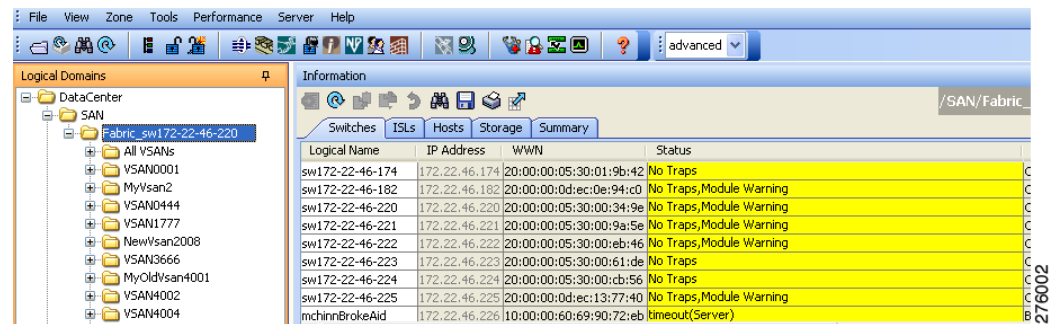 File View Zone Tools Performance Server Help
advanced
Logical Domains
Information
DataCenter
/SAN/Fabric_
SAN
Switches ISLs Hosts Storage Summary
Fabric_sw172-22-46-220
All VSANs
Logical Name IP Address WWN Status
VSAN0001
sw172-22-46-174 172.22.46.174 20:00:00:05:30:01:9b:42 No Traps
MyVsan2
sw172-22-46-182 172.22.46.182 20:00:00:0d:ec:0e:94:c0 No Traps,Module Warning
VSAN0444
sw172-22-46-220 172.22.46.220 20:00:00:05:30:00:34:9e No Traps,Module Warning
VSAN1777
sw172-22-46-221 172.22.46.221 20:00:00:05:30:00:9a:5e No Traps,Module Warning
NewVsan2008
sw172-22-46-222 172.22.46.222 20:00:00:05:30:00:eb:46 No Traps,Module Warning
VSAN3666
sw172-22-46-223 172.22.46.223 20:00:00:05:30:00:61:de No Traps
MyOldVsan4001
sw172-22-46-224 172.22.46.224 20:00:00:05:30:00:cb:56 No Traps
VSAN4002
sw172-22-46-225 172.22.46.225 20:00:00:0d:ec:13:77:40 No Traps,Module Warning
VSAN4004
mchinnBrokeAid 172.22.46.226 10:00:00:60:69:90:72:eb timeout(Server)
276002